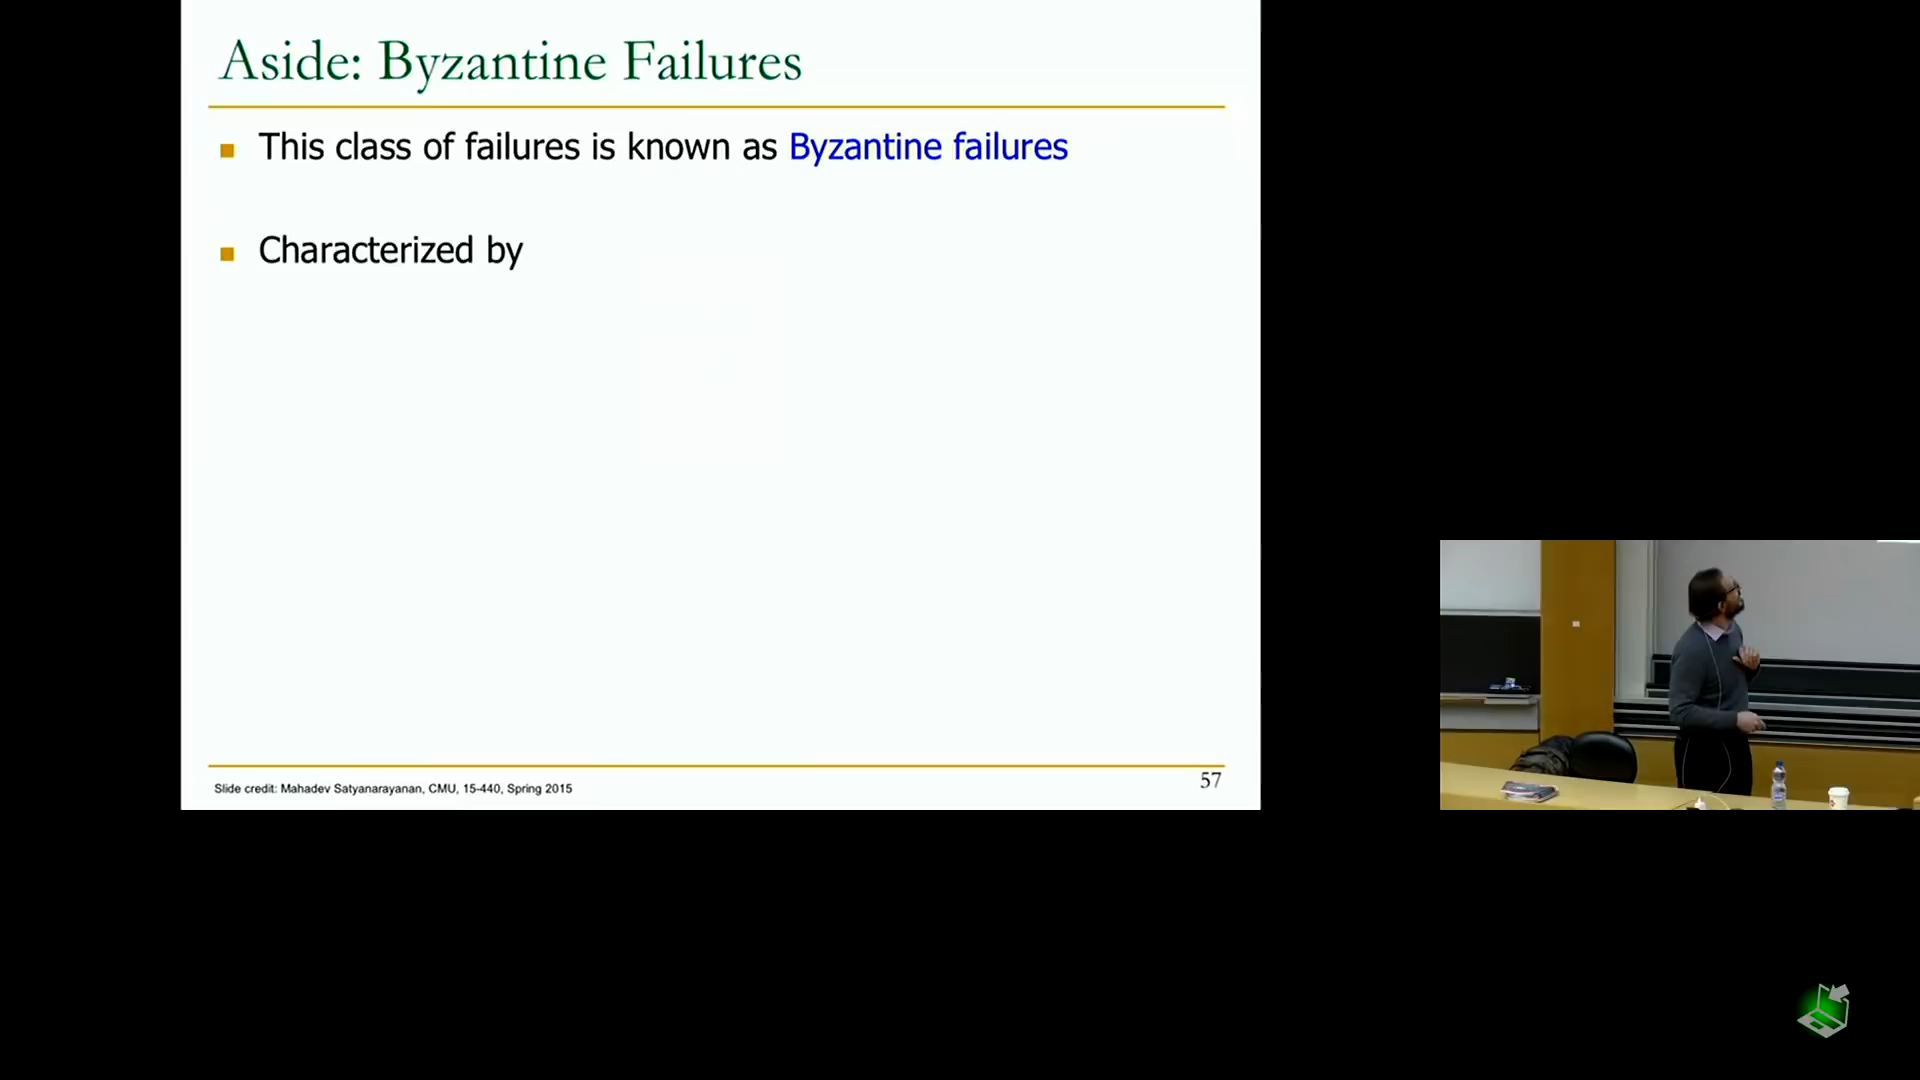 Aside: Byzantine Failures
This class of failures is known as Byzantine failures
Characterized by
Slide credit: Mahadev Satyanarayanan, CMU, 15-440, Spring 2015
57